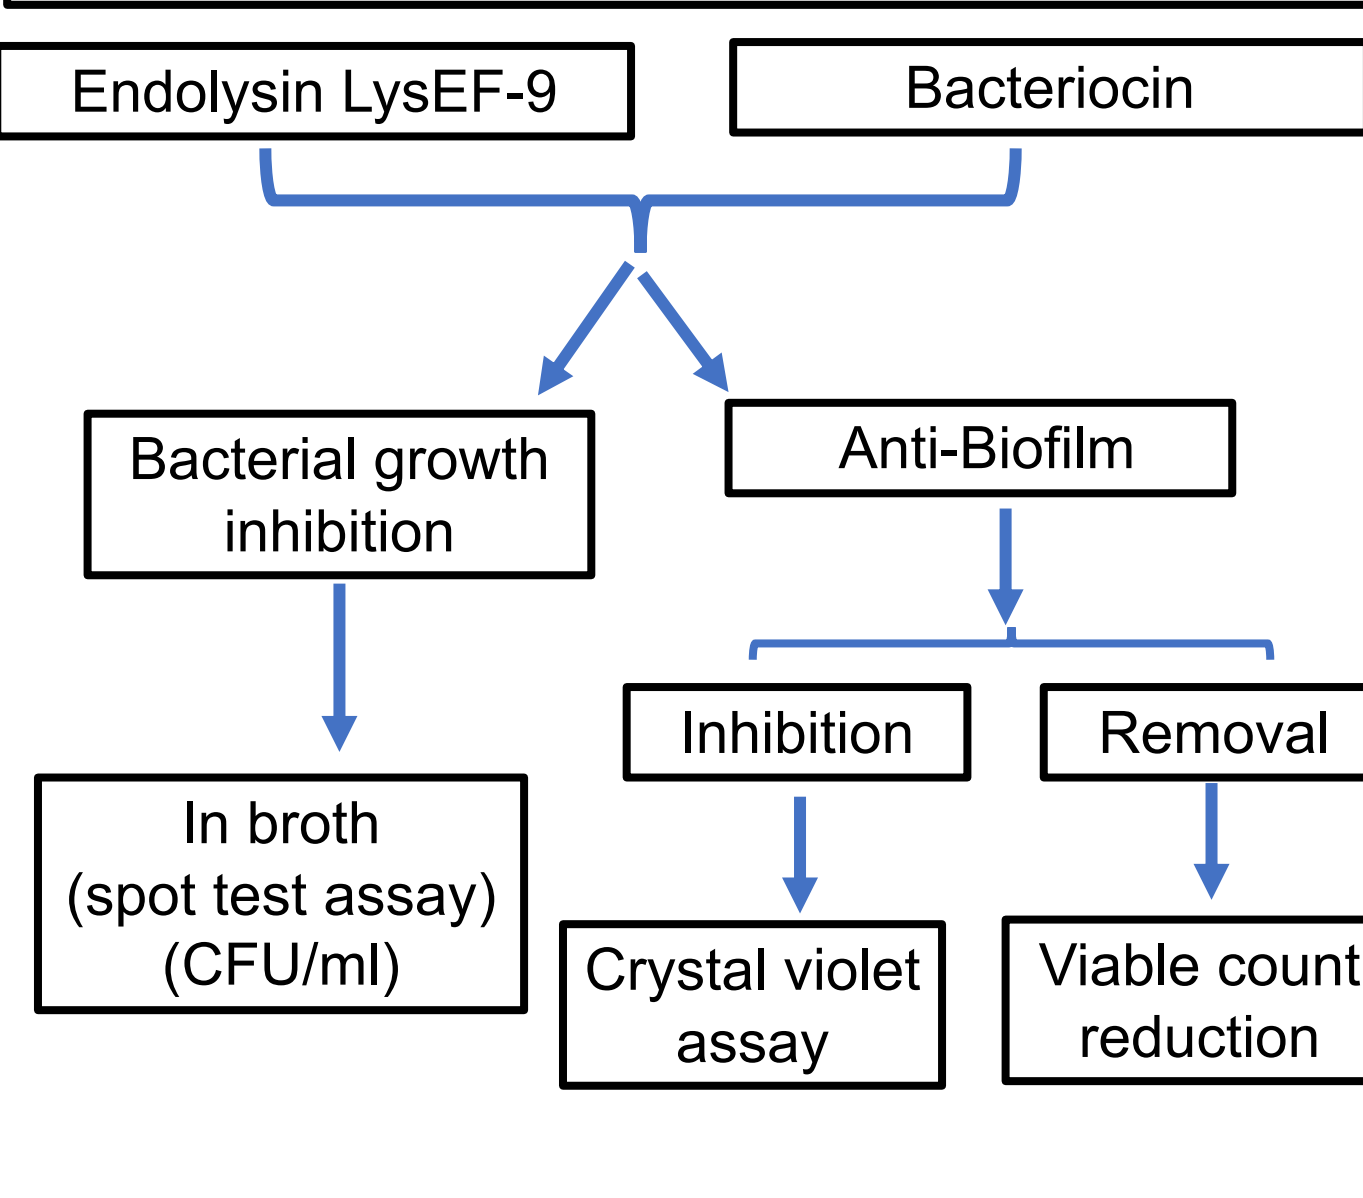 Endolysin LysEF-9
Bacteriocin
Bacterial growth
inhibition
Anti-Biofilm
Inhibition
Removal
In broth
(spot test assay)
(CFU/ml)
Crystal violet
assay
Viable count
reduction